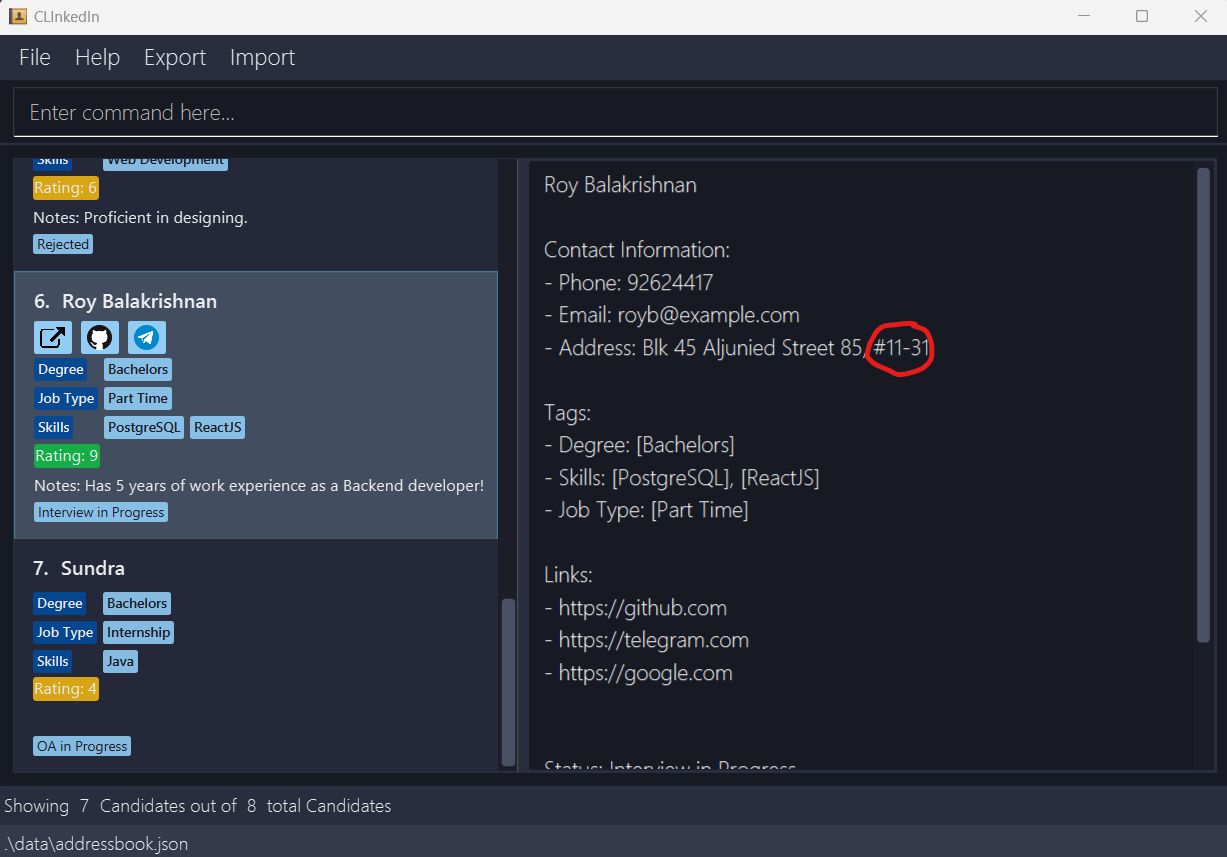 CLInkedIn
File Help Export Import
Enter command here...
Skills Web Development
Rating: 6
Notes: Proficient in designing.
Rejected
6. Roy Balakrishnan
Degree Bachelors
Job Type Part Time
Skills PostgreSQL ReactJS
Rating: 9
Notes: Has 5 years of work experience as a Backend developer!
Interview in Progress
7. Sundra
Degree Bachelors
Job Type Internship
Skills Java
Rating: 4
OA in Progress
Roy Balakrishnan
Contact Information:
- Phone: 92624417
- Email: royb@example.com
- Address: Blk 45 Aljunied Street 85, #11-31
Tags:
- Degree: [Bachelors]
- Skills: [PostgreSQL], [ReactJS]
- Job Type: [Part Time]
Links:
- https://github.com
- https://telegram.com
- https://google.com
Status: Interview in Progress
Showing 7 Candidates out of 8 total Candidates
.\data\addressbook.json